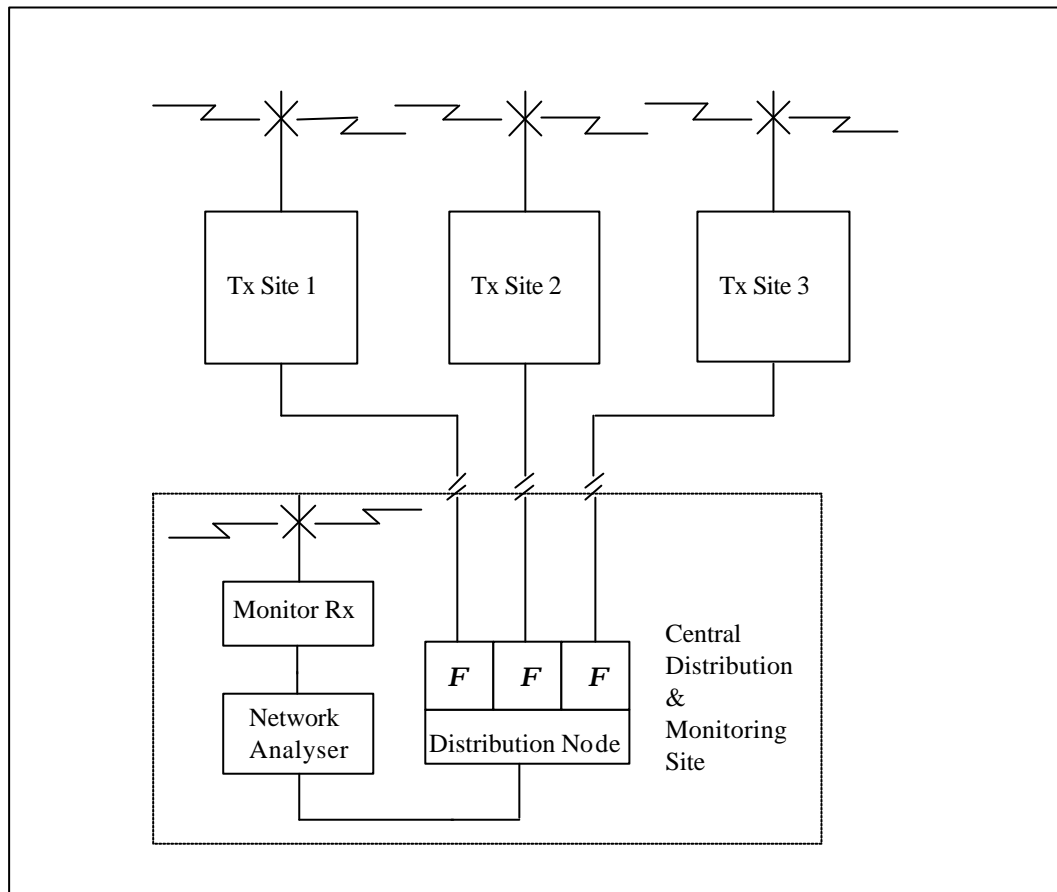 Tx Site 1
Tx Site 2
Tx Site 3
Monitor Rx
Network
Analyser
F F F
Distribution Node
Central
Distribution
&
Monitoring
Site